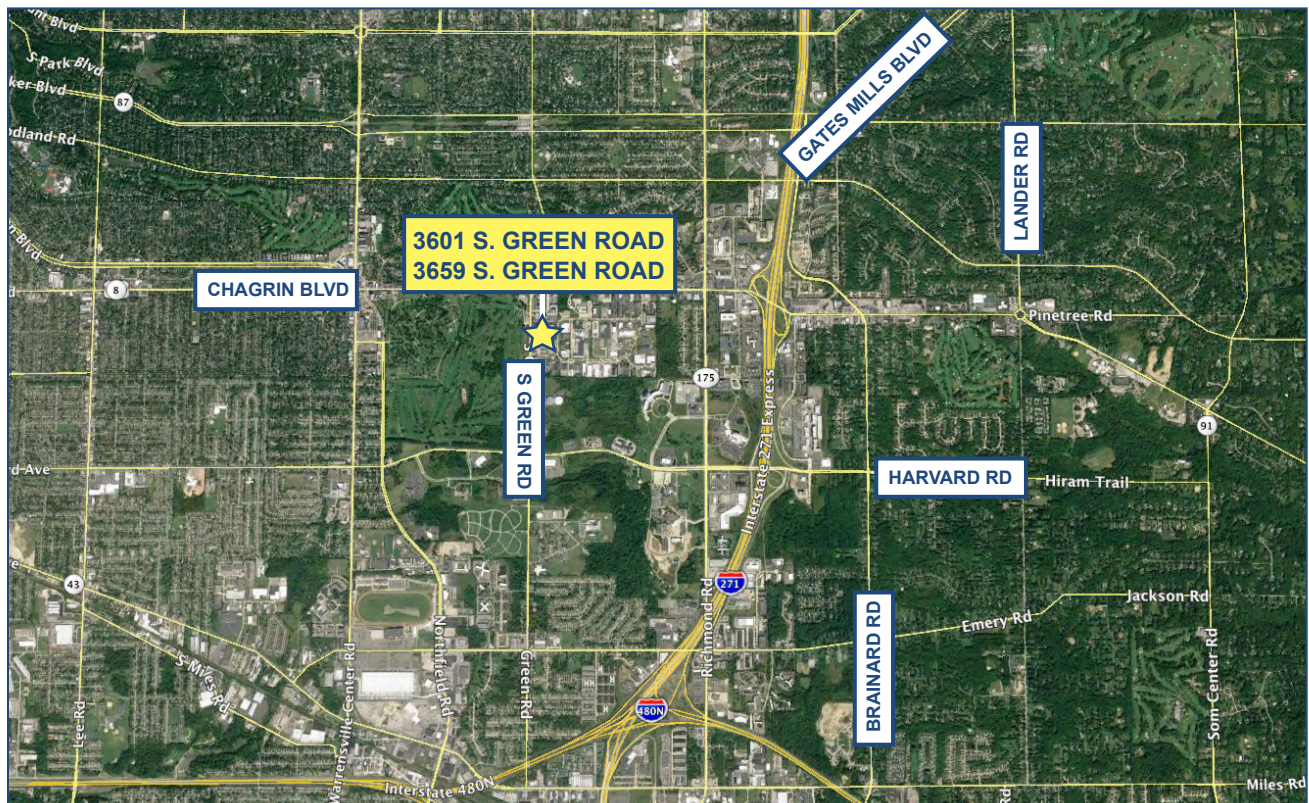 S Park Blvd
87
3601 S. GREEN ROAD
3659 S. GREEN ROAD
CHAGRIN BLVD
8
GATES MILLS BLVD
LANDER RD
Pinetree Rd
175
91
S GREEN RD
Interstate 271 Express
HARVARD RD
Hiram Trail
43
271
Jackson Rd
Emery Rd
BRAINARD RD
Richmond Rd
Northfield Rd
Green Rd
S Miles Rd
Lee Rd
Warrensville Center Rd
480N
Interstate 480N
Som Center Rd
Miles Rd
Rd